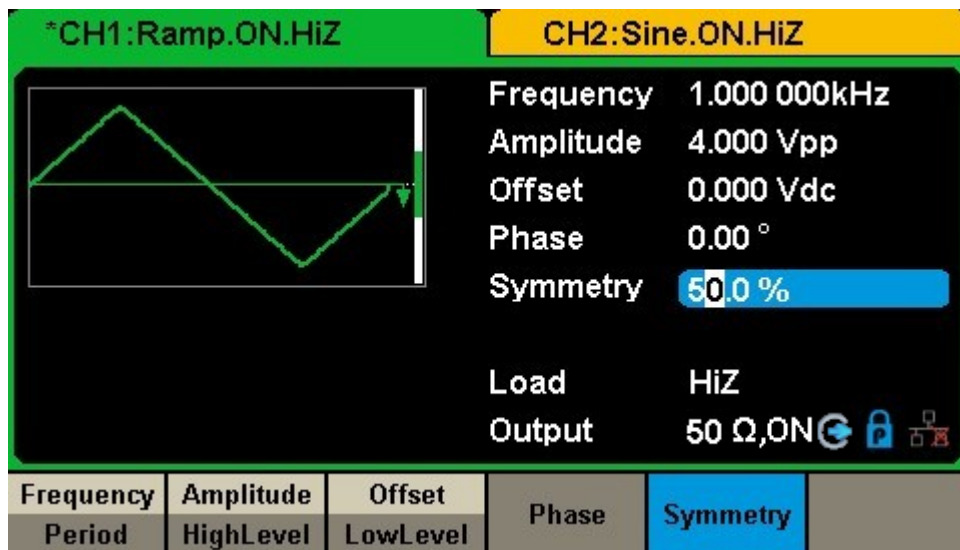 *CH1:Ramp.ON.HiZ CH2:Sine.ON.HiZ
Frequency 1.000 000kHz
Amplitude 4.000 Vpp
Offset 0.000 Vdc
Phase 0.00 °
Symmetry 50.0 %
Load HiZ
Output 50 Ω,ON P
Frequency Amplitude Offset Phase Symmetry
Period HighLevel LowLevel